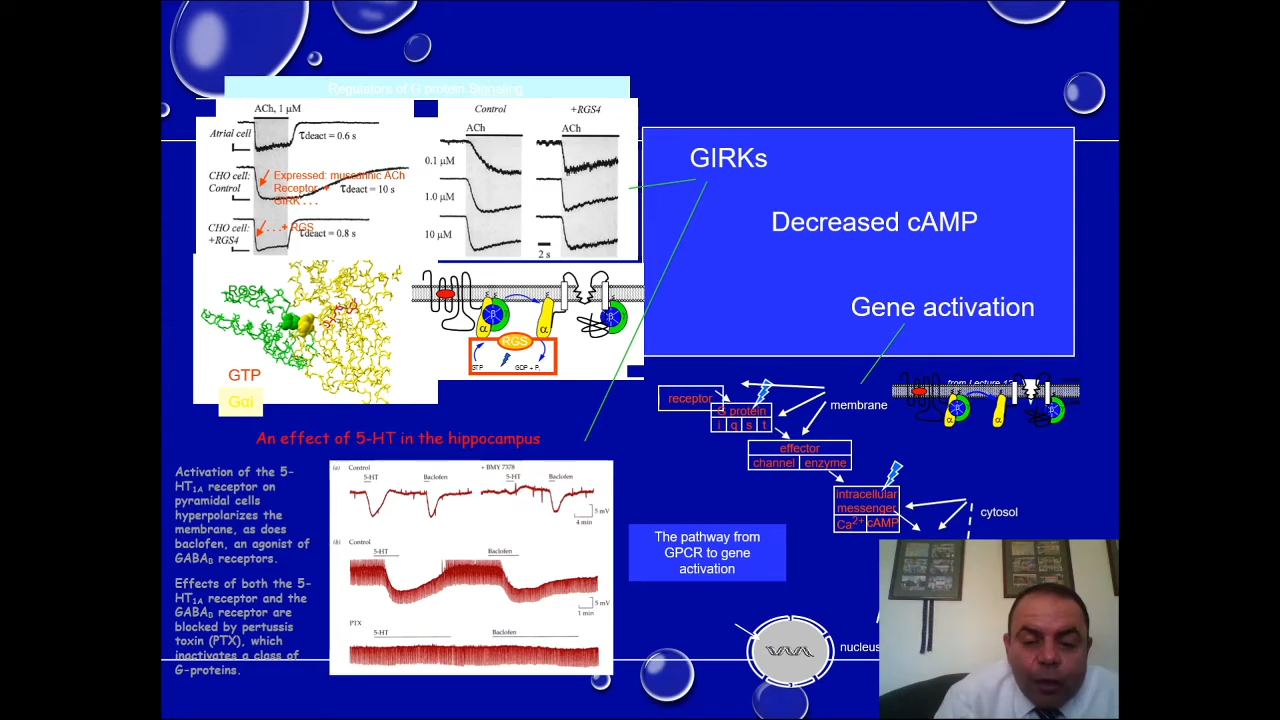 Regulators of G protein Signaling
ACh, 1 μM
Atrial cell
τdeact = 0.6 s
CHO cell:
Control
Expressed: muscarinic ACh
Receptor +
GIRK . . .
τdeact = 10 s
CHO cell:
+RGS4
. . .+ RGS
τdeact = 0.8 s
Control
+RGS4
ACh
ACh
0.1 μM
1.0 μM
10 μM
2 s
RGS4
GTP
Gαi
α
β
α
β
RGS
GTP
GDP + Pi
GIRKs
Decreased cAMP
Gene activation
An effect of 5-HT in the hippocampus
Activation of the 5-
HT1A receptor on
pyramidal cells
hyperpolarizes the
membrane, as does
baclofen, an agonist of
GABAB receptors.
Effects of both the 5-
HT1A receptor and the
GABAB receptor are
blocked by pertussis
toxin (PTX), which
inactivates a class of
G-proteins.
(a) Control
+ BMY 7378
5-HT
Baclofen
5-HT
Baclofen
5 mV
4 min
(b) Control
5-HT
Baclofen
5 mV
1 min
PTX
5-HT
Baclofen
from Lecture 12
receptor
G protein
i q s t
membrane
effector
channel enzyme
intracellular
messenger
Ca2+ cAMP
cytosol
The pathway from
GPCR to gene
activation
nucleus